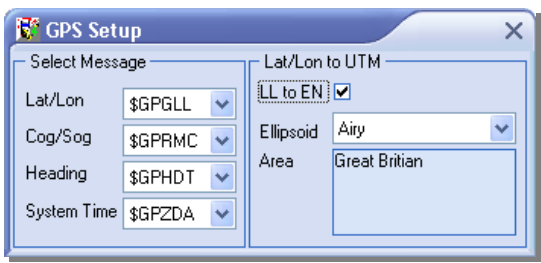 GPS Setup
Select Message
Lat/Lon $GPGLL
Cog/Sog $GPRMC
Heading $GPHDT
System Time $GPZDA
Lat/Lon to UTM
LL to EN
Ellipsoid Airy
Area Great Britian